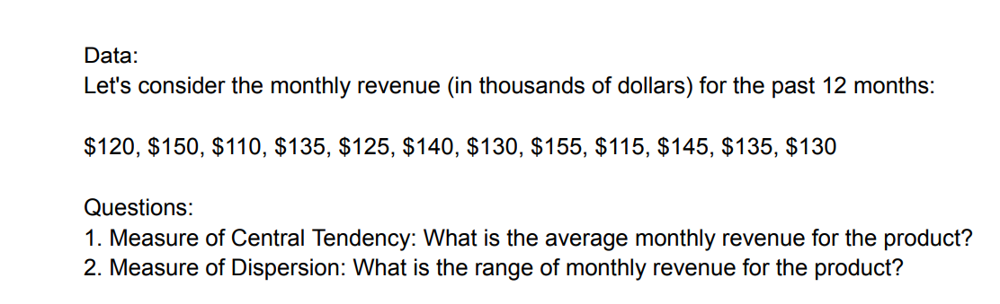 Data:
Let's consider the monthly revenue (in thousands of dollars) for the past 12 months:
$120, $150, $110, $135, $125, $140, $130, $155, $115, $145, $135, $130
Questions:
1. Measure of Central Tendency: What is the average monthly revenue for the product?
2. Measure of Dispersion: What is the range of monthly revenue for the product?